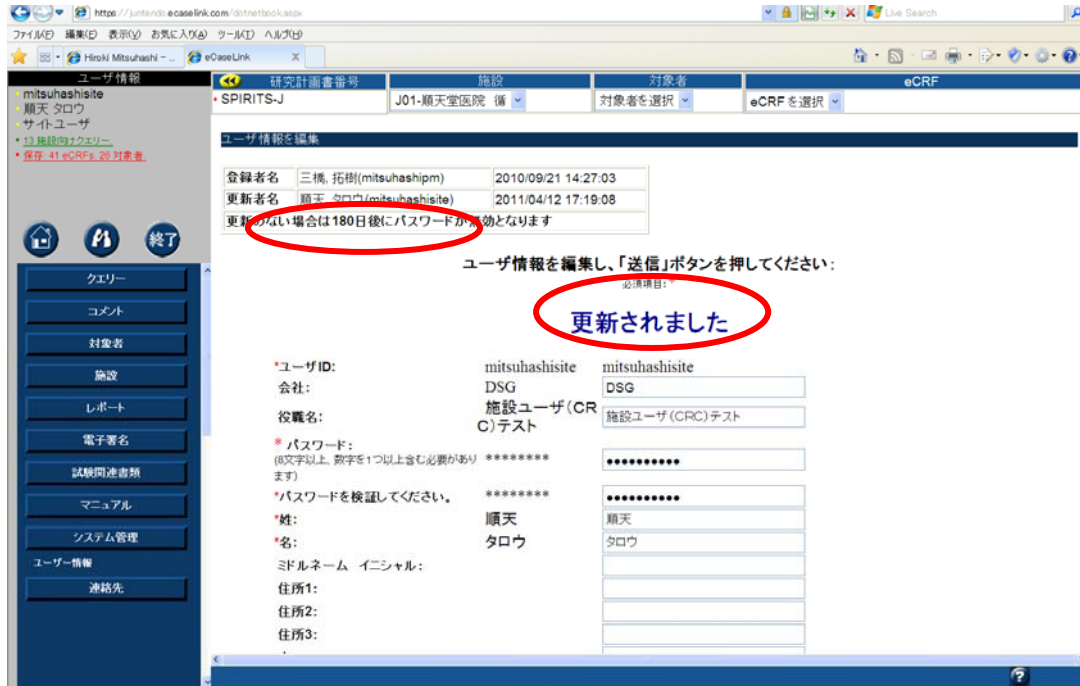 https://juntendo.ecaselink.com/dotnetbook.aspx
Live Search
ファイル(F) 編集(E) 表示(V) お気に入り(A) ツール(T) ヘルプ(H)
Hiroki Mitsuhashi - ...
eCaseLink
X
ユーザ情報
mitsuhashisite
順天 タロウ
サイトユーザ
13 施設向けクエリー
保存: 41 eCRFs, 26 対象者
研究計画書番号 施設 対象者 eCRF
SPIRITS-J J01-順天堂医院 循 対象者を選択 eCRF を選択
ユーザ情報を編集
登録者名 三橋, 拓樹(mitsuhashipm) 2010/09/21 14:27:03
更新者名 順天, タロウ(mitsuhashisite) 2011/04/12 17:19:08
更新のない場合は180日後にパスワードが無効となります
終了
クエリー
コメント
対象者
施設
レポート
電子署名
試験関連書類
マニュアル
システム管理
ユーザー情報
連絡先
ユーザ情報を編集し、「送信」ボタンを押してください:
必須項目: *
更新されました
*ユーザID: mitsuhashisite mitsuhashisite
会社: DSG DSG
役職名: 施設ユーザ(CRC)テスト 施設ユーザ(CRC)テスト
* パスワード:
(8文字以上, 数字を1つ以上含む必要があります) ******** ••••••••••
*パスワードを検証してください。 ******** ••••••••••
*姓: 順天 順天
*名: タロウ タロウ
ミドルネーム イニシャル:
住所1:
住所2:
住所3: